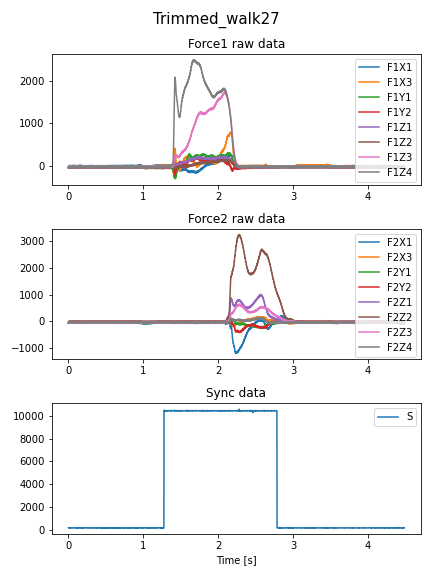 Trimmed_walk27
Force1 raw data
2000
1000
0
F1X1
F1X3
F1Y1
F1Y2
F1Z1
F1Z2
F1Z3
F1Z4
0 1 2 3 4
Force2 raw data
3000
2000
1000
0
−1000
F2X1
F2X3
F2Y1
F2Y2
F2Z1
F2Z2
F2Z3
F2Z4
0 1 2 3 4
Sync data
10000
8000
6000
4000
2000
0
S
0 1 2 3 4
Time [s]